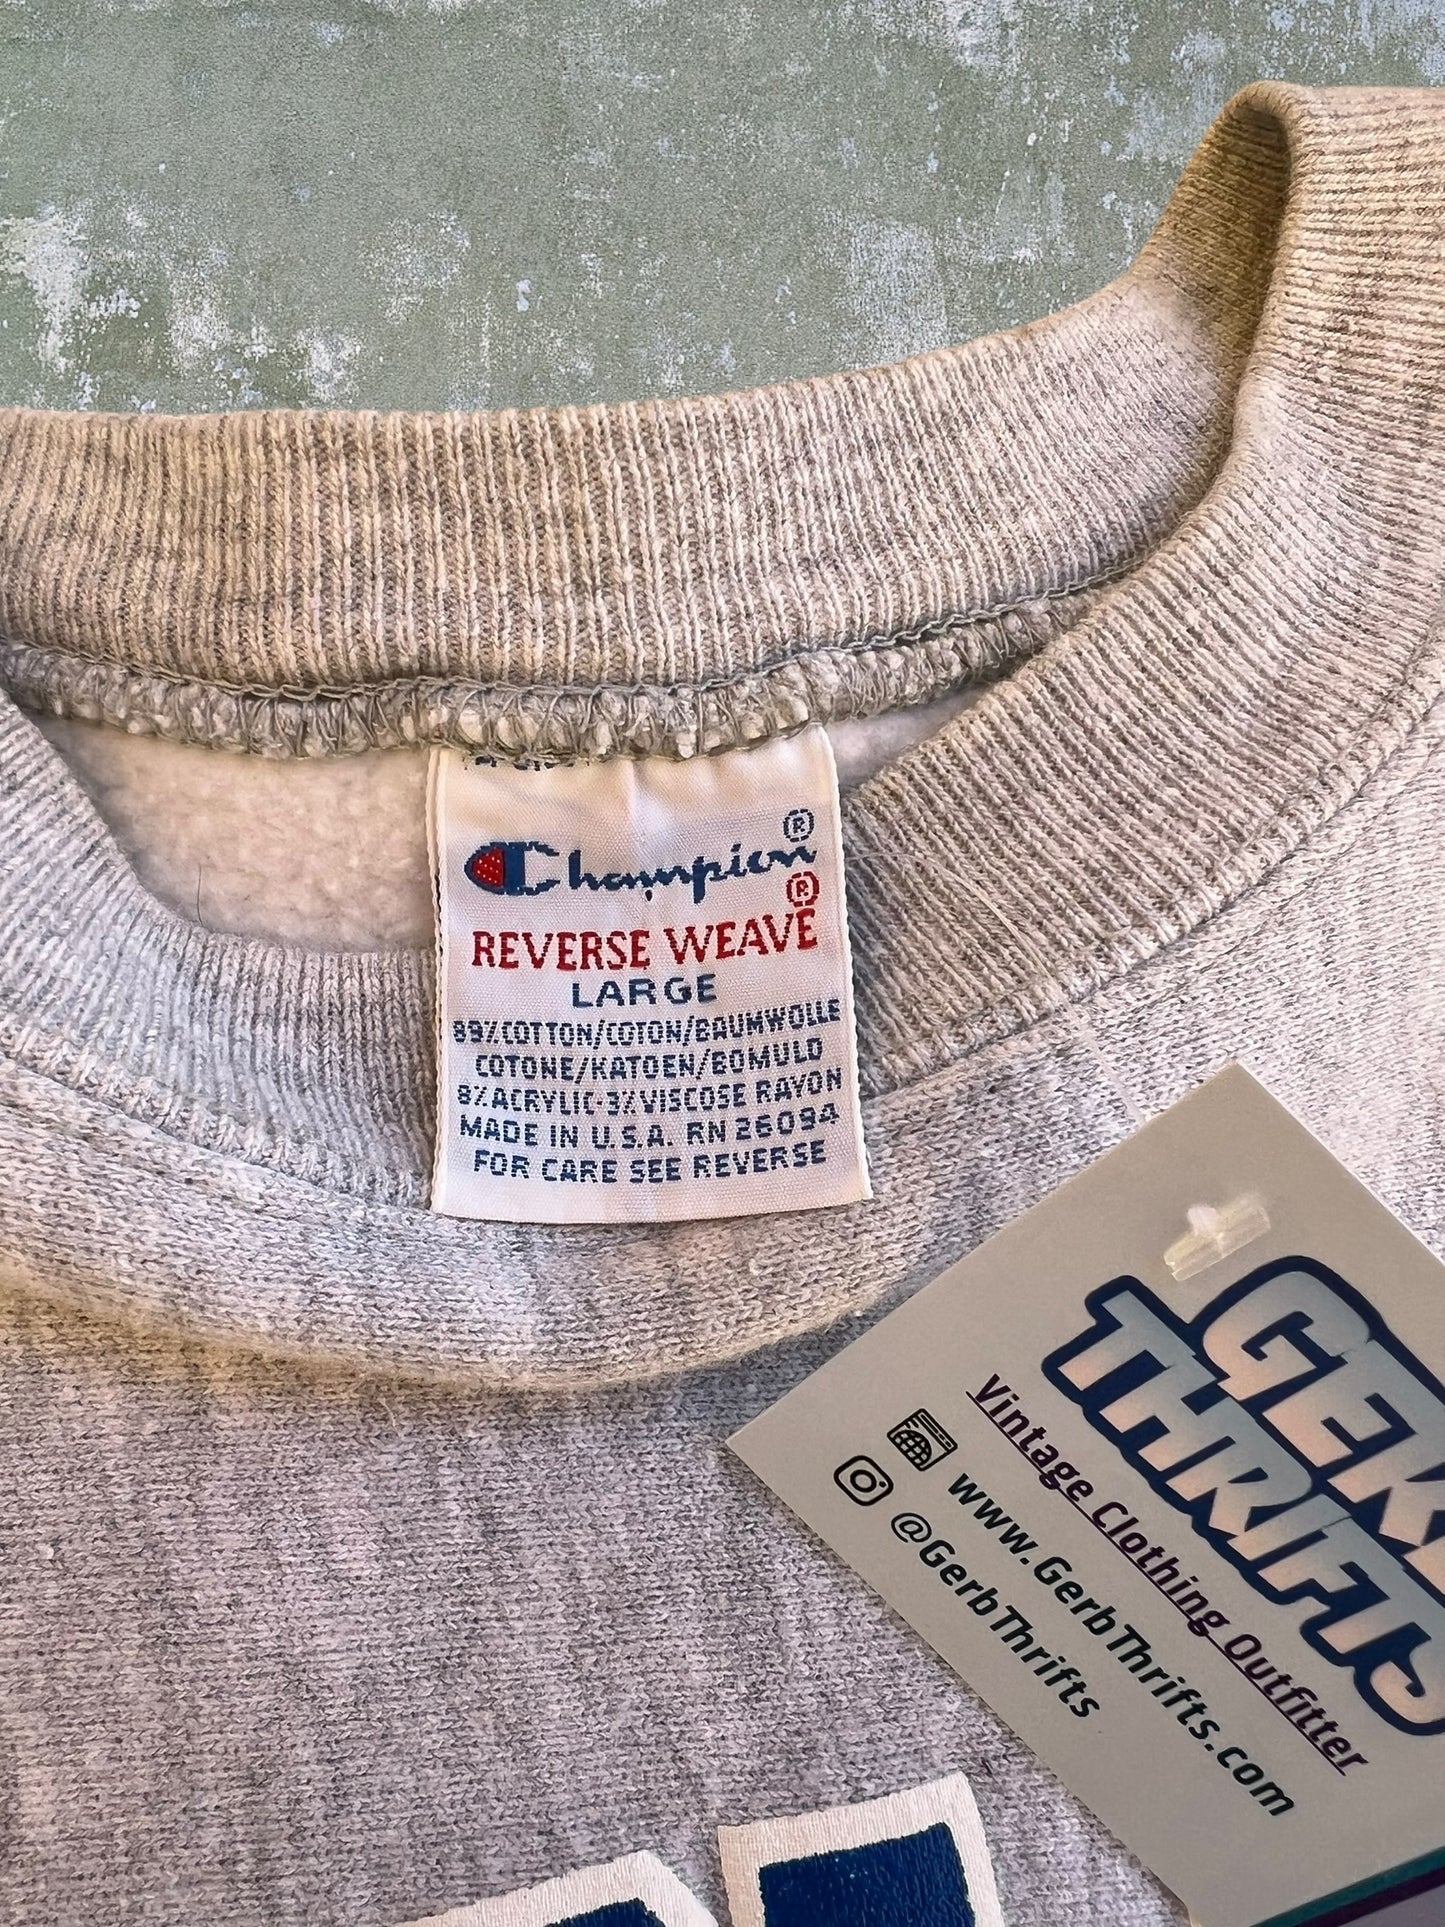 Champion®
REVERSE WEAVE®
LARGE
89%COTTON/COTON/BAUMWOLLE
COTONE/KATOEN/BOMULD
8%ACRYLIC-3%VISCOSE RAYON
MADE IN U.S.A. RN 26094
FOR CARE SEE REVERSE
THRIFTS
Vintage Clothing Outfitter
www.GerbThrifts.com
@GerbThrifts